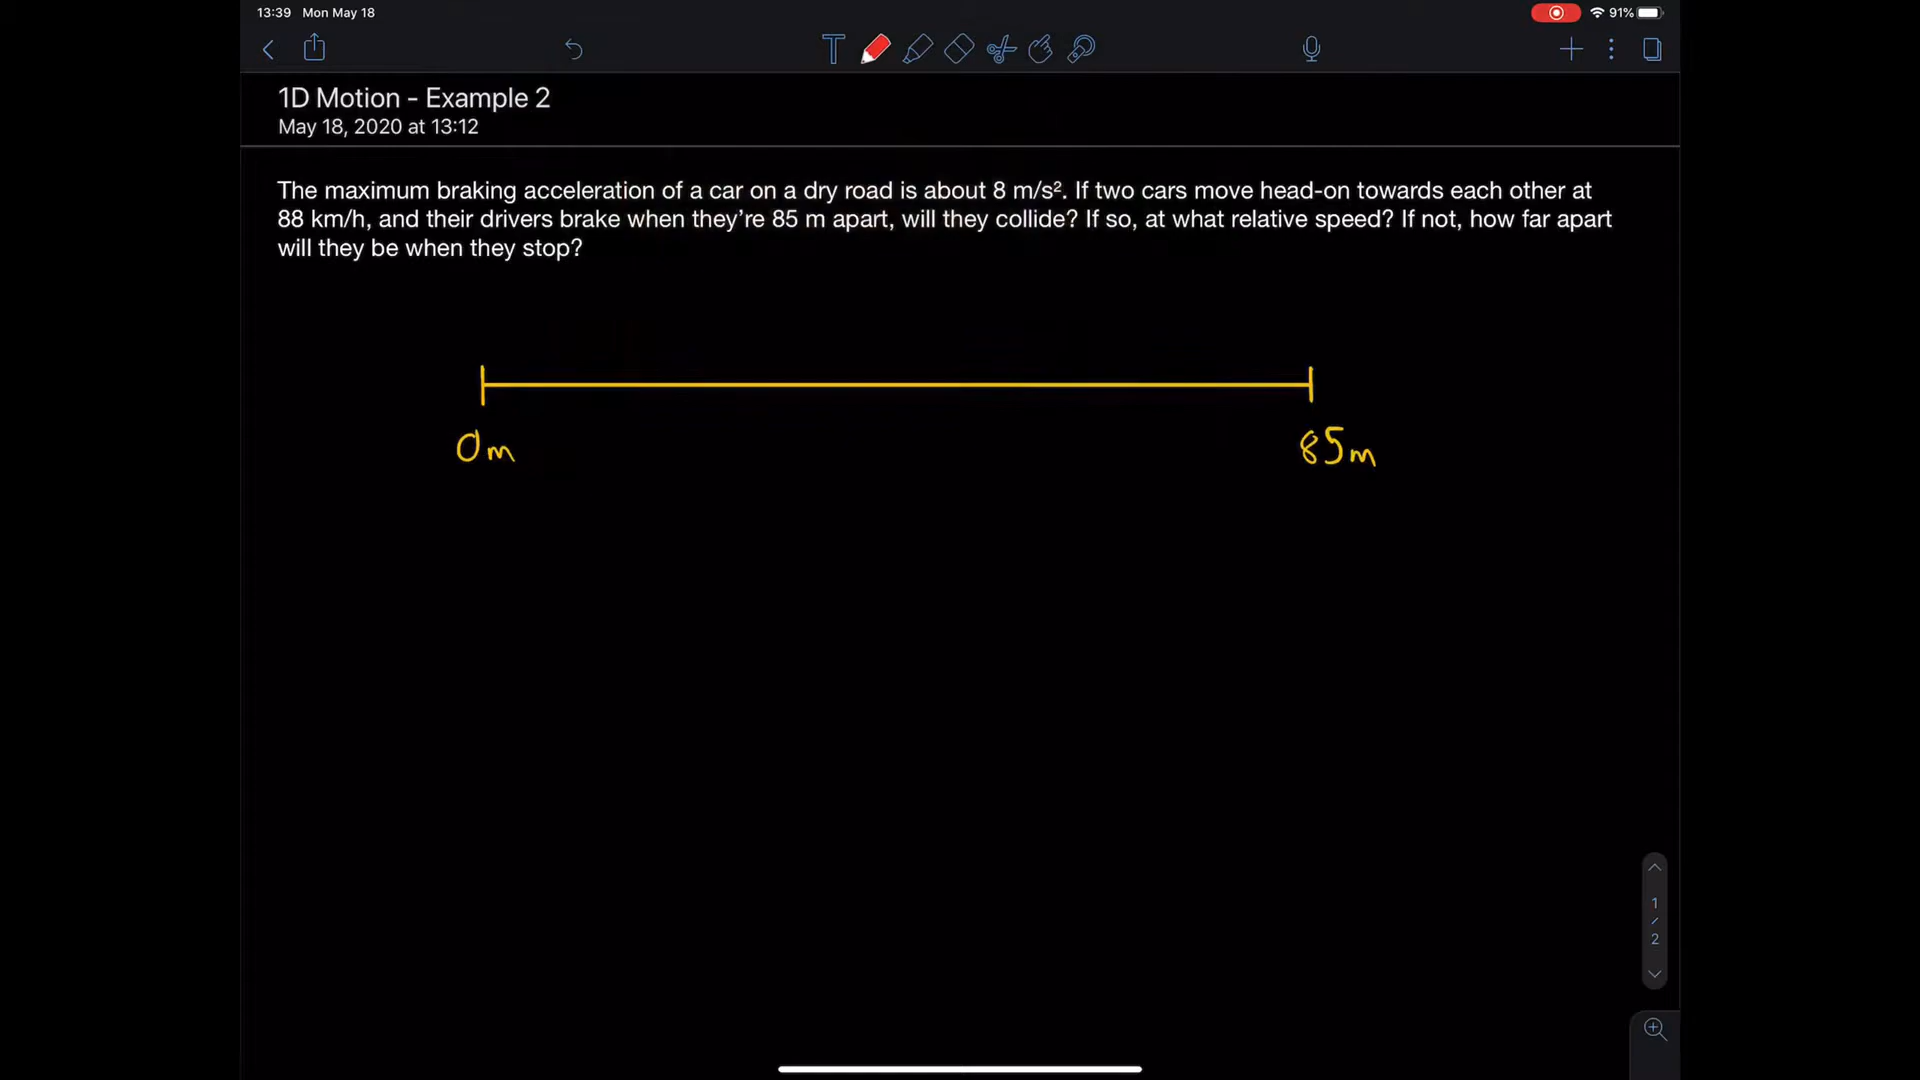 13:39 Mon May 18
91%
T
1D Motion - Example 2
May 18, 2020 at 13:12
The maximum braking acceleration of a car on a dry road is about 8 m/s². If two cars move head-on towards each other at
88 km/h, and their drivers brake when they’re 85 m apart, will they collide? If so, at what relative speed? If not, how far apart
will they be when they stop?
0m
85m
1
/
2